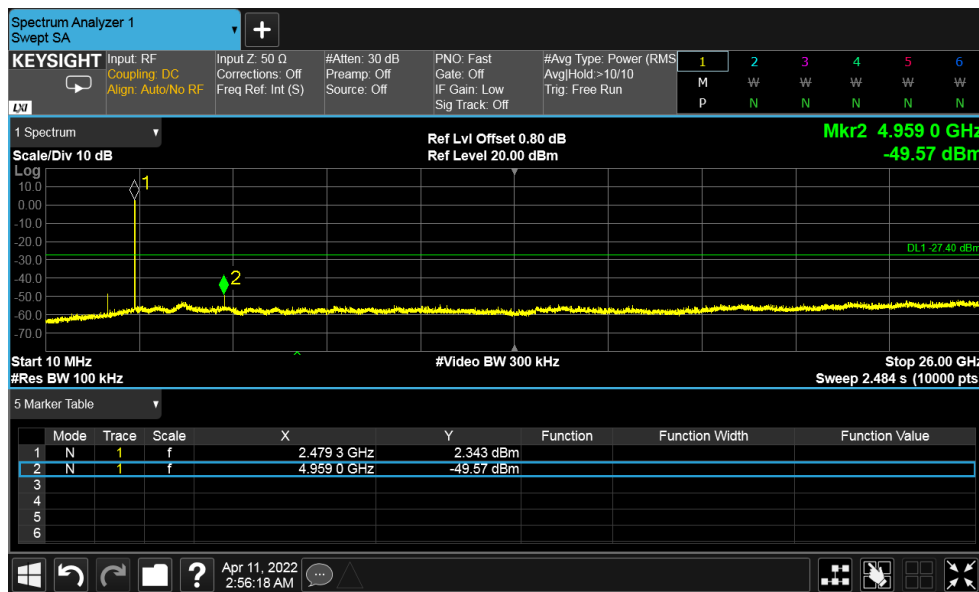 Spectrum Analyzer 1
Swept SA
+
KEYSIGHT Input: RF Input Z: 50 Ω #Atten: 30 dB PNO: Fast #Avg Type: Power (RMS 1 2 3 4 5 6
Coupling: DC Corrections: Off Preamp: Off Gate: Off Avg|Hold:>10/10 M W W W W W
Align: Auto/No RF Freq Ref: Int (S) Source: Off IF Gain: Low Trig: Free Run
Sig Track: Off P N N N N N
LXI
1 Spectrum Ref Lvl Offset 0.80 dB Mkr2 4.959 0 GHz
Scale/Div 10 dB Ref Level 20.00 dBm -49.57 dBm
Log
10.0 1
0.00
-10.0
-20.0
DL1 -27.40 dBm
-30.0
-40.0 2
-50.0
-60.0
-70.0
Start 10 MHz #Video BW 300 kHz Stop 26.00 GHz
#Res BW 100 kHz Sweep 2.484 s (10000 pts
5 Marker Table
Mode Trace Scale X Y Function Function Width Function Value
1 N 1 f 2.479 3 GHz 2.343 dBm
2 N 1 f 4.959 0 GHz -49.57 dBm
3
4
5
6
? Apr 11, 2022
2:56:18 AM